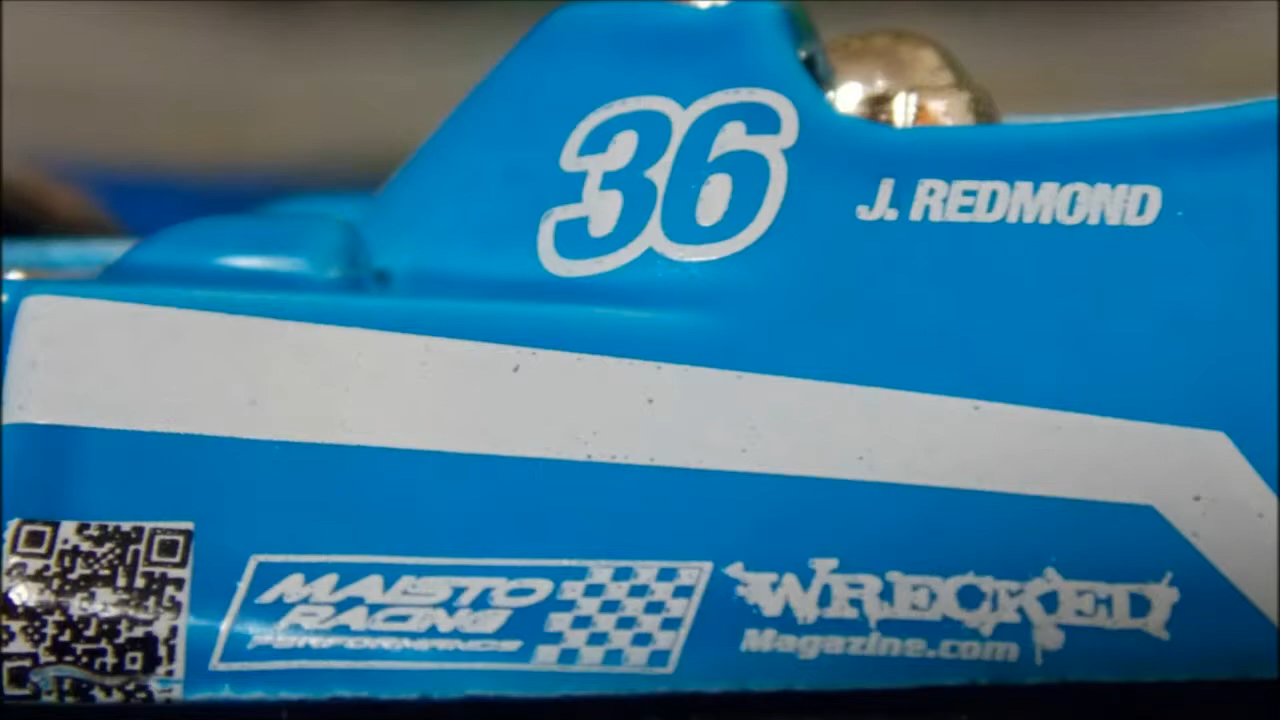 36
J. REDMOND
MAISTO
RACING
PERFORMANCE
WRECKED
Magazine.com